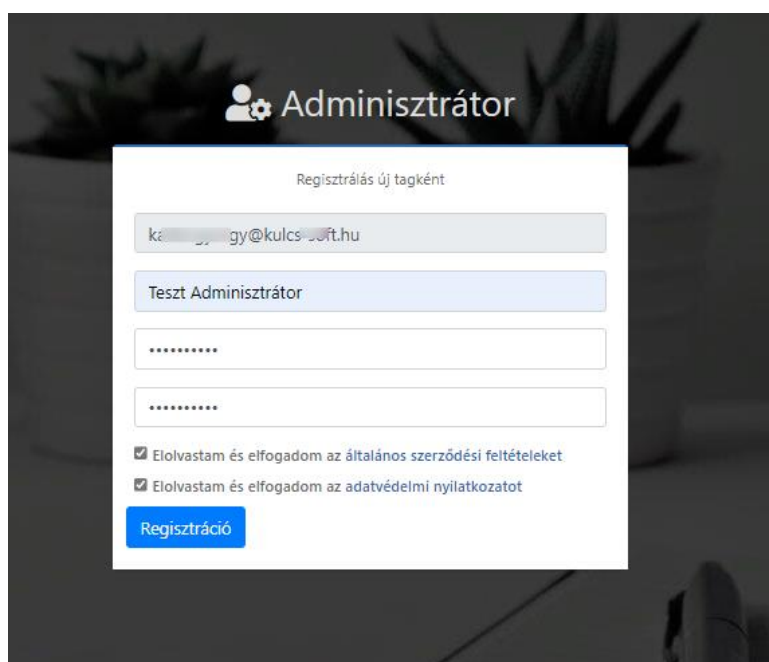 Adminisztrátor
Regisztrálás új tagként
Teszt Adminisztrátor
••••••••••
••••••••••
Elolvastam és elfogadom az általános szerződési feltételeket
Elolvastam és elfogadom az adatvédelmi nyilatkozatot
Regisztráció